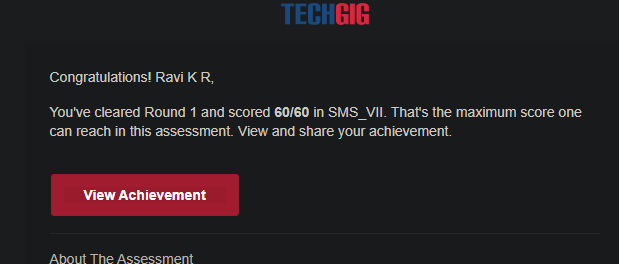 TECHGIG
Congratulations! Ravi K R,
You've cleared Round 1 and scored 60/60 in SMS_VII. That's the maximum score one
can reach in this assessment. View and share your achievement.
View Achievement
About The Assessment